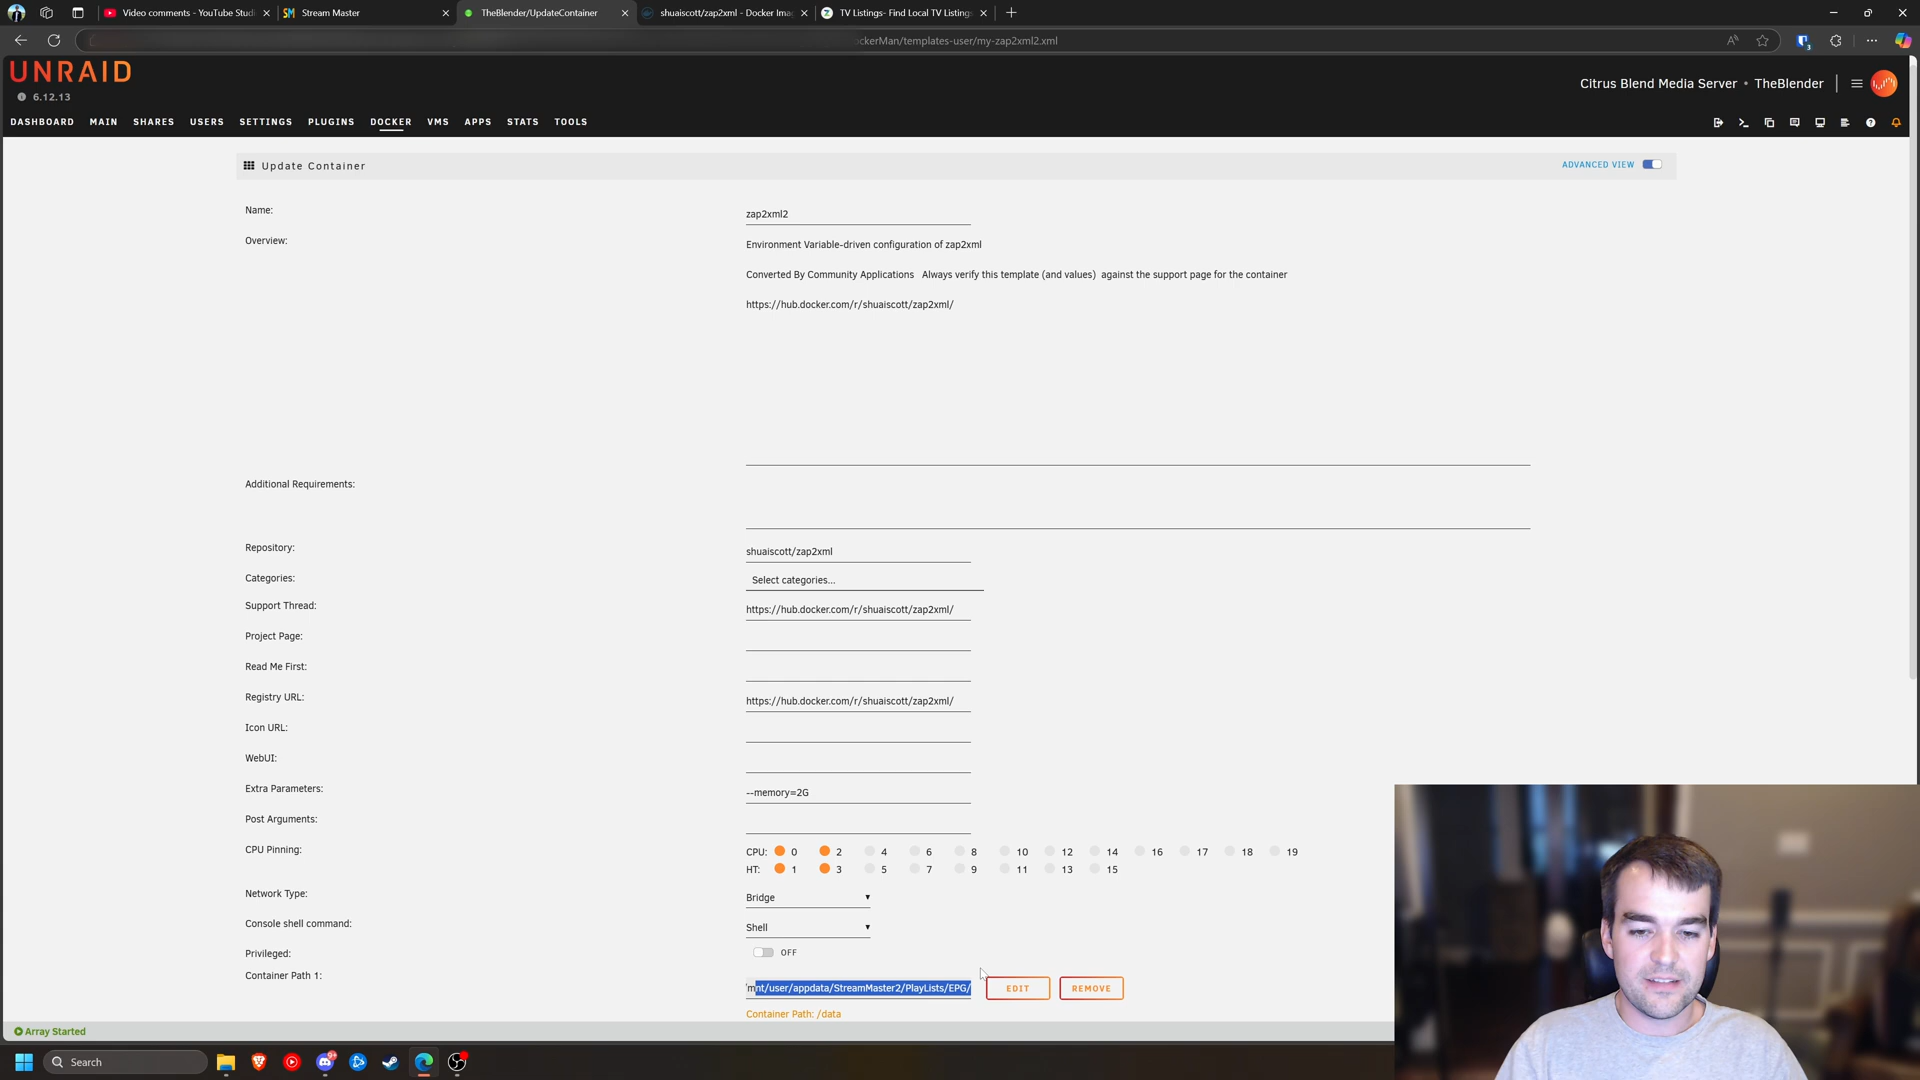 Video comments - YouTube Studi
Stream Master
TheBlender/UpdateContainer
shuaiscott/zap2xml - Docker Imag
TV Listings- Find Local TV Listings
ockerMan/templates-user/my-zap2xml2.xml
UNRAID
6.12.13
Citrus Blend Media Server • TheBlender
DASHBOARD MAIN SHARES USERS SETTINGS PLUGINS DOCKER VMS APPS STATS TOOLS
Update Container
ADVANCED VIEW
Name:
zap2xml2
Overview:
Environment Variable-driven configuration of zap2xml
Converted By Community Applications Always verify this template (and values) against the support page for the container
https://hub.docker.com/r/shuaiscott/zap2xml/
Additional Requirements:
Repository:
shuaiscott/zap2xml
Categories:
Select categories...
Support Thread:
https://hub.docker.com/r/shuaiscott/zap2xml/
Project Page:
Read Me First:
Registry URL:
https://hub.docker.com/r/shuaiscott/zap2xml/
Icon URL:
WebUI:
Extra Parameters:
--memory=2G
Post Arguments:
CPU Pinning:
CPU: 0 2 4 6 8 10 12 14 16 17 18 19
HT: 1 3 5 7 9 11 13 15
Network Type:
Bridge
Console shell command:
Shell
Privileged:
OFF
Container Path 1:
/mnt/user/appdata/StreamMaster2/PlayLists/EPG/
EDIT
REMOVE
Container Path: /data
Array Started
Search